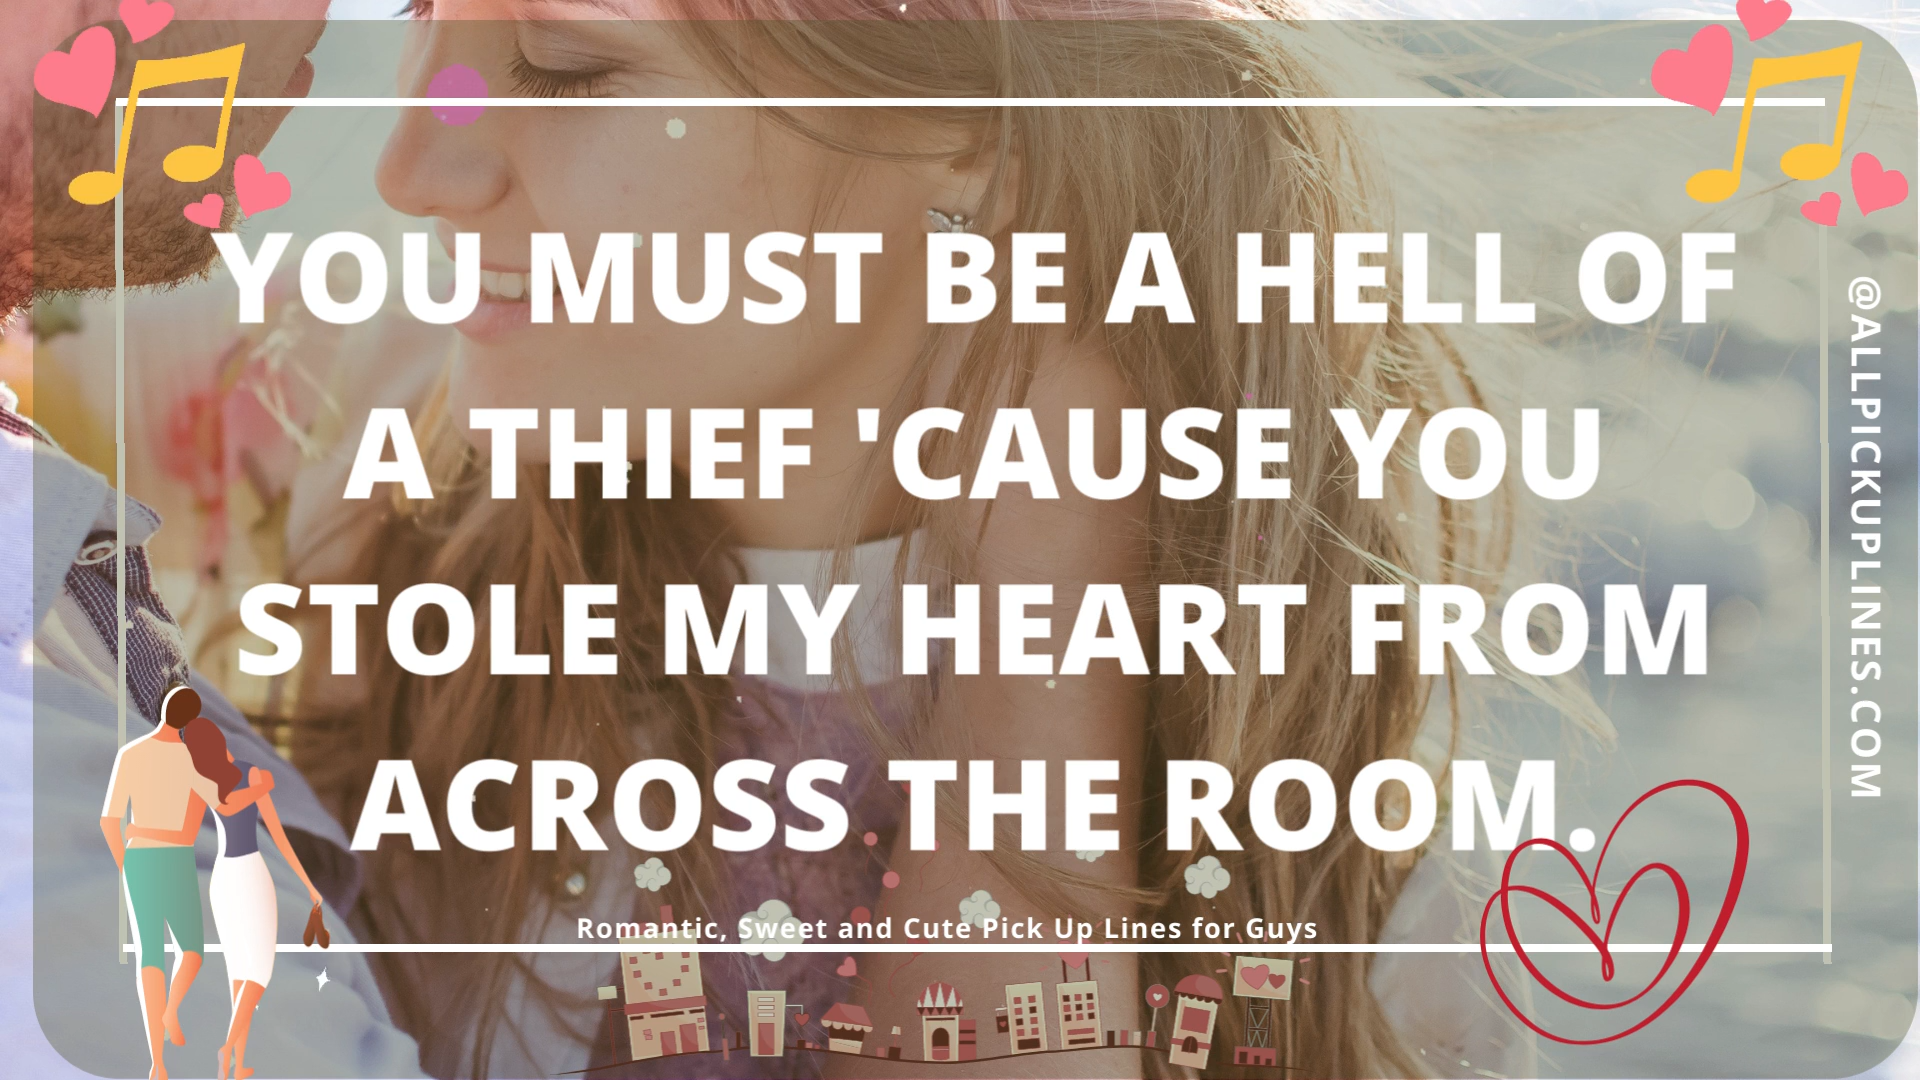 YOU MUST BE A HELL OF
A THIEF 'CAUSE YOU
STOLE MY HEART FROM
ACROSS THE ROOM.
Romantic, Sweet and Cute Pick Up Lines for Guys
@ALLPICKUPLINES.COM